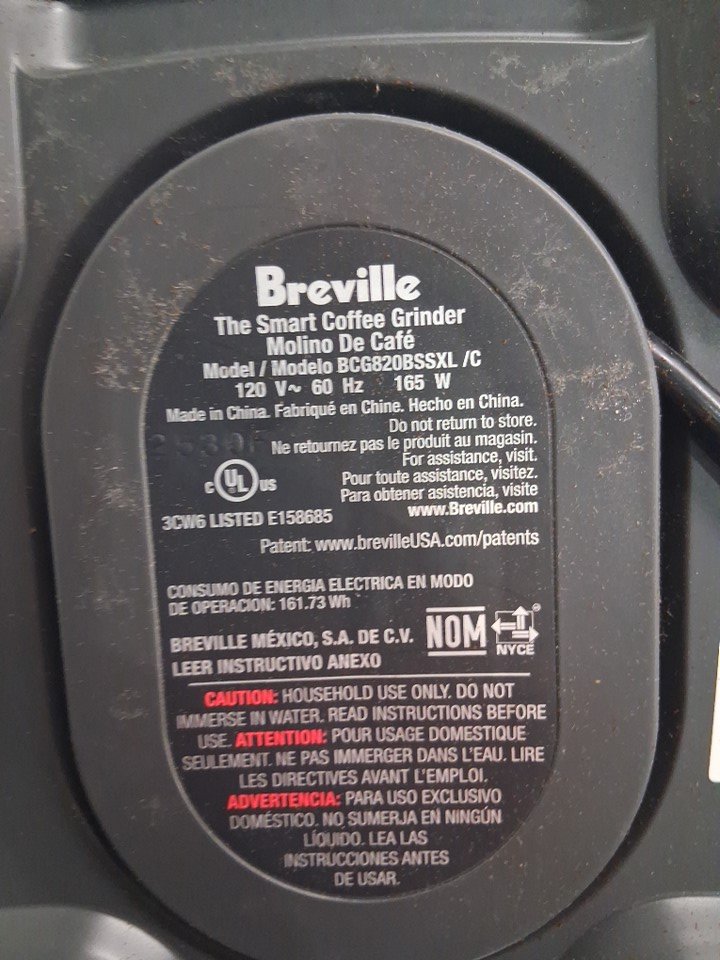 Breville
The Smart Coffee Grinder
Molino De Café
Model / Modelo BCG820BSSXL /C
120 V~ 60 Hz 165 W
Made in China. Fabriqué en Chine. Hecho en China.
Do not return to store.
Ne retournez pas le produit au magasin.
For assistance, visit.
Pour toute assistance, visitez.
Para obtener asistencia, visite
www.Breville.com
C UL US
3CW6 LISTED E158685
Patent: www.brevilleUSA.com/patents
CONSUMO DE ENERGIA ELECTRICA EN MODO
DE OPERACION: 161.73 Wh
BREVILLE MÉXICO, S.A. DE C.V.
LEER INSTRUCTIVO ANEXO
NOM
NYCE
CAUTION: HOUSEHOLD USE ONLY. DO NOT
IMMERSE IN WATER. READ INSTRUCTIONS BEFORE
USE. ATTENTION: POUR USAGE DOMESTIQUE
SEULEMENT. NE PAS IMMERGER DANS L'EAU. LIRE
LES DIRECTIVES AVANT L'EMPLOI.
ADVERTENCIA: PARA USO EXCLUSIVO
DOMÉSTICO. NO SUMERJA EN NINGÚN
LÍQUIDO. LEA LAS
INSTRUCCIONES ANTES
DE USAR.